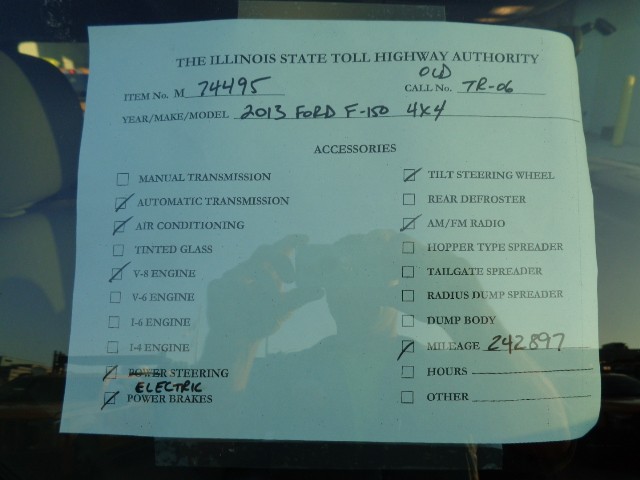 THE ILLINOIS STATE TOLL HIGHWAY AUTHORITY
OLD
ITEM No. M 74495 CALL No. TR-06
YEAR/MAKE/MODEL 2013 FORD F-150 4X4
ACCESSORIES
MANUAL TRANSMISSION
AUTOMATIC TRANSMISSION
AIR CONDITIONING
TINTED GLASS
V-8 ENGINE
V-6 ENGINE
I-6 ENGINE
I-4 ENGINE
POWER STEERING
ELECTRIC
POWER BRAKES
TILT STEERING WHEEL
REAR DEFROSTER
AM/FM RADIO
HOPPER TYPE SPREADER
TAILGATE SPREADER
RADIUS DUMP SPREADER
DUMP BODY
MILEAGE 242897
HOURS
OTHER